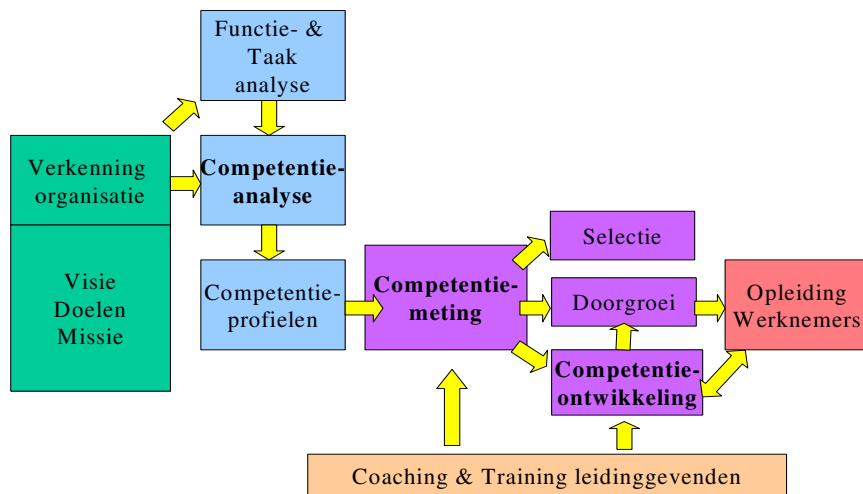 Functie- &
Taak
analyse
Verkenning
organisatie
Competentie-
analyse
Visie
Doelen
Missie
Competentie-
profielen
Competentie-
meting
Selectie
Doorgroei
Opleiding
Werknemers
Competentie-
ontwikkeling
Coaching & Training leidinggevenden